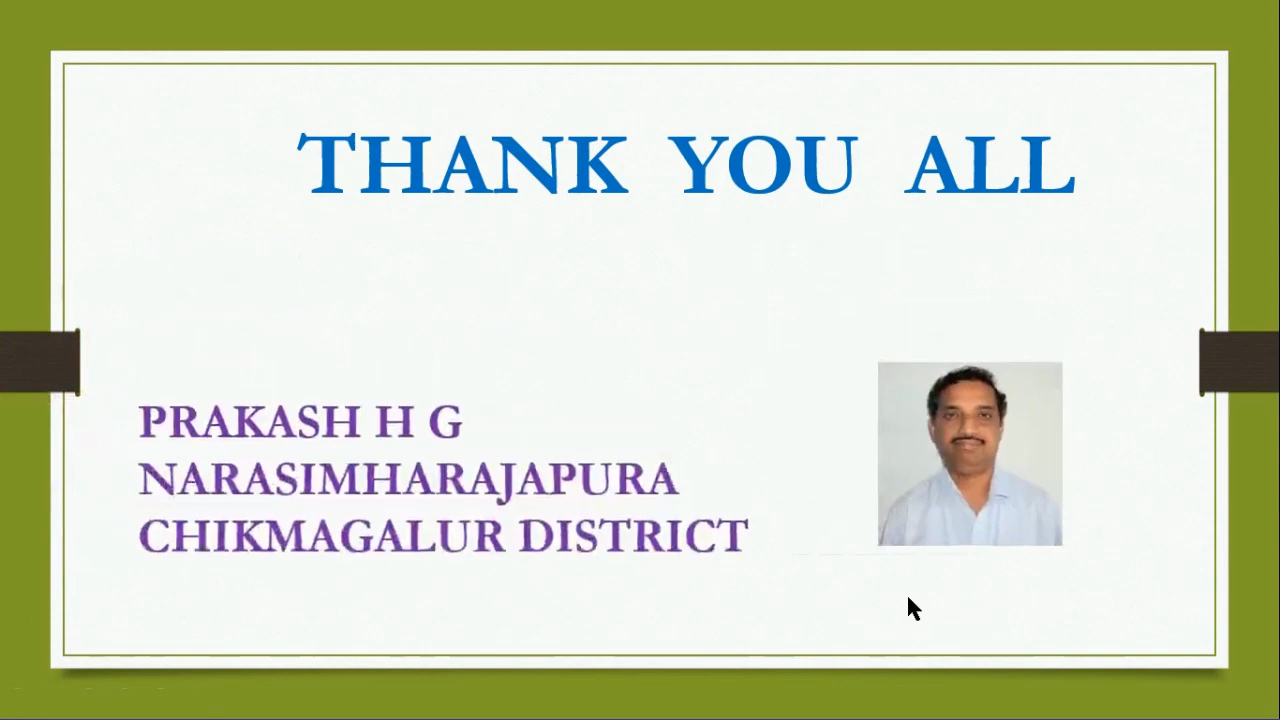 THANK YOU ALL
PRAKASH H G
NARASIMHARAJAPURA
CHIKMAGALUR DISTRICT